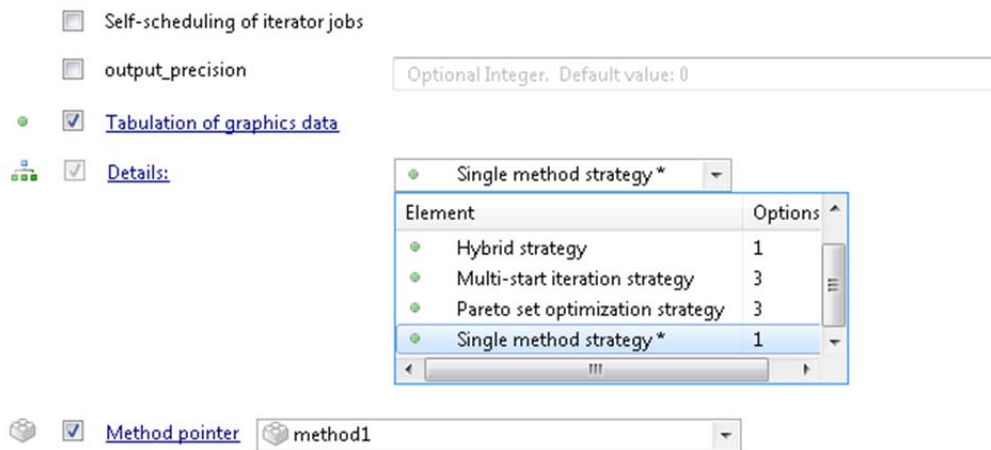 Self-scheduling of iterator jobs
output_precision Optional Integer. Default value: 0
Tabulation of graphics data
Details: Single method strategy *
Element Options
Hybrid strategy 1
Multi-start iteration strategy 3
Pareto set optimization strategy 3
Single method strategy * 1
Method pointer method1